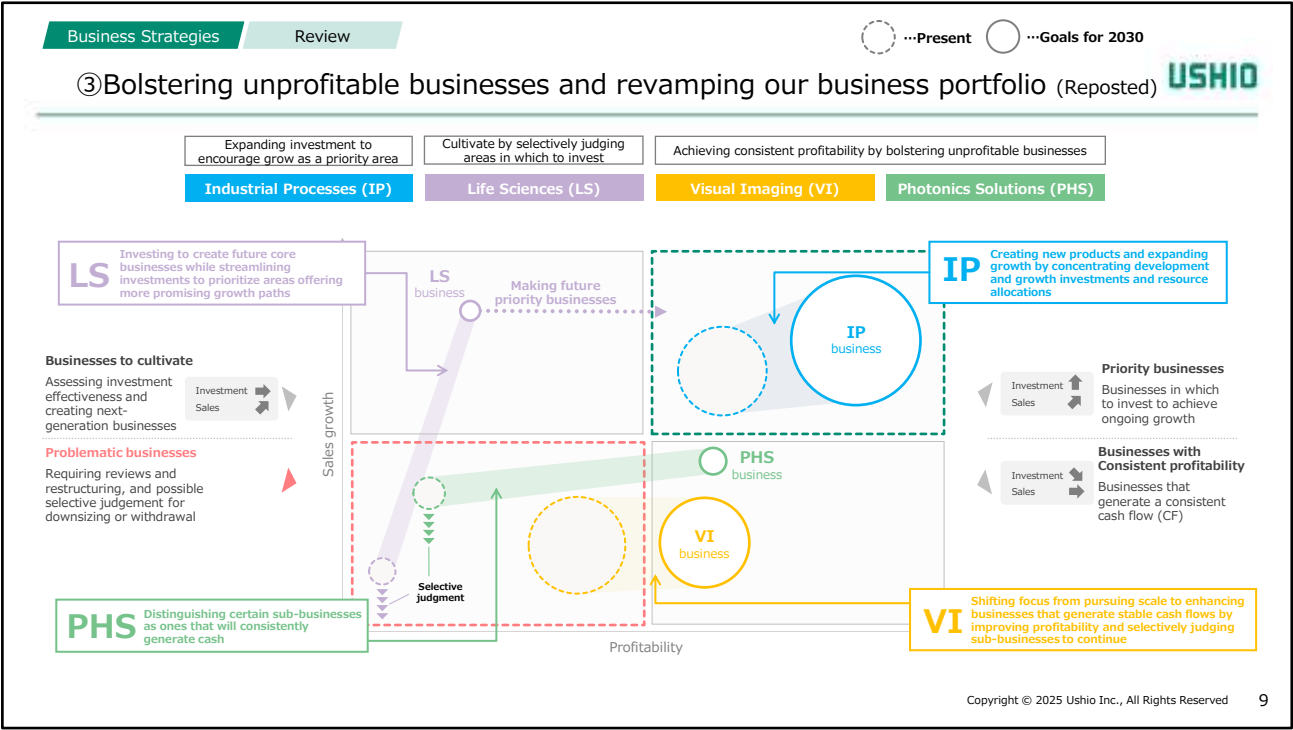 Business Strategies
Review
···Present
···Goals for 2030
③Bolstering unprofitable businesses and revamping our business portfolio (Reposted)
USHIO
Expanding investment to
encourage grow as a priority area
Cultivate by selectively judging
areas in which to invest
Achieving consistent profitability by bolstering unprofitable businesses
Industrial Processes (IP)
Life Sciences (LS)
Visual Imaging (VI)
Photonics Solutions (PHS)
LS
Investing to create future core
businesses while streamlining
investments to prioritize areas offering
more promising growth paths
LS
business
Making future
priority businesses
IP
business
IP
Creating new products and expanding
growth by concentrating development
and growth investments and resource
allocations
Businesses to cultivate
Assessing investment
effectiveness and
creating next-
generation businesses
Investment
Sales
Problematic businesses
Requiring reviews and
restructuring, and possible
selective judgement for
downsizing or withdrawal
Sales growth
Priority businesses
Businesses in which
to invest to achieve
ongoing growth
Investment
Sales
Businesses with
Consistent profitability
Businesses that
generate a consistent
cash flow (CF)
Investment
Sales
PHS
business
VI
business
Selective
judgment
PHS
Distinguishing certain sub-businesses
as ones that will consistently
generate cash
VI
Shifting focus from pursuing scale to enhancing
businesses that generate stable cash flows by
improving profitability and selectively judging
sub-businesses to continue
Profitability
Copyright © 2025 Ushio Inc., All Rights Reserved
9